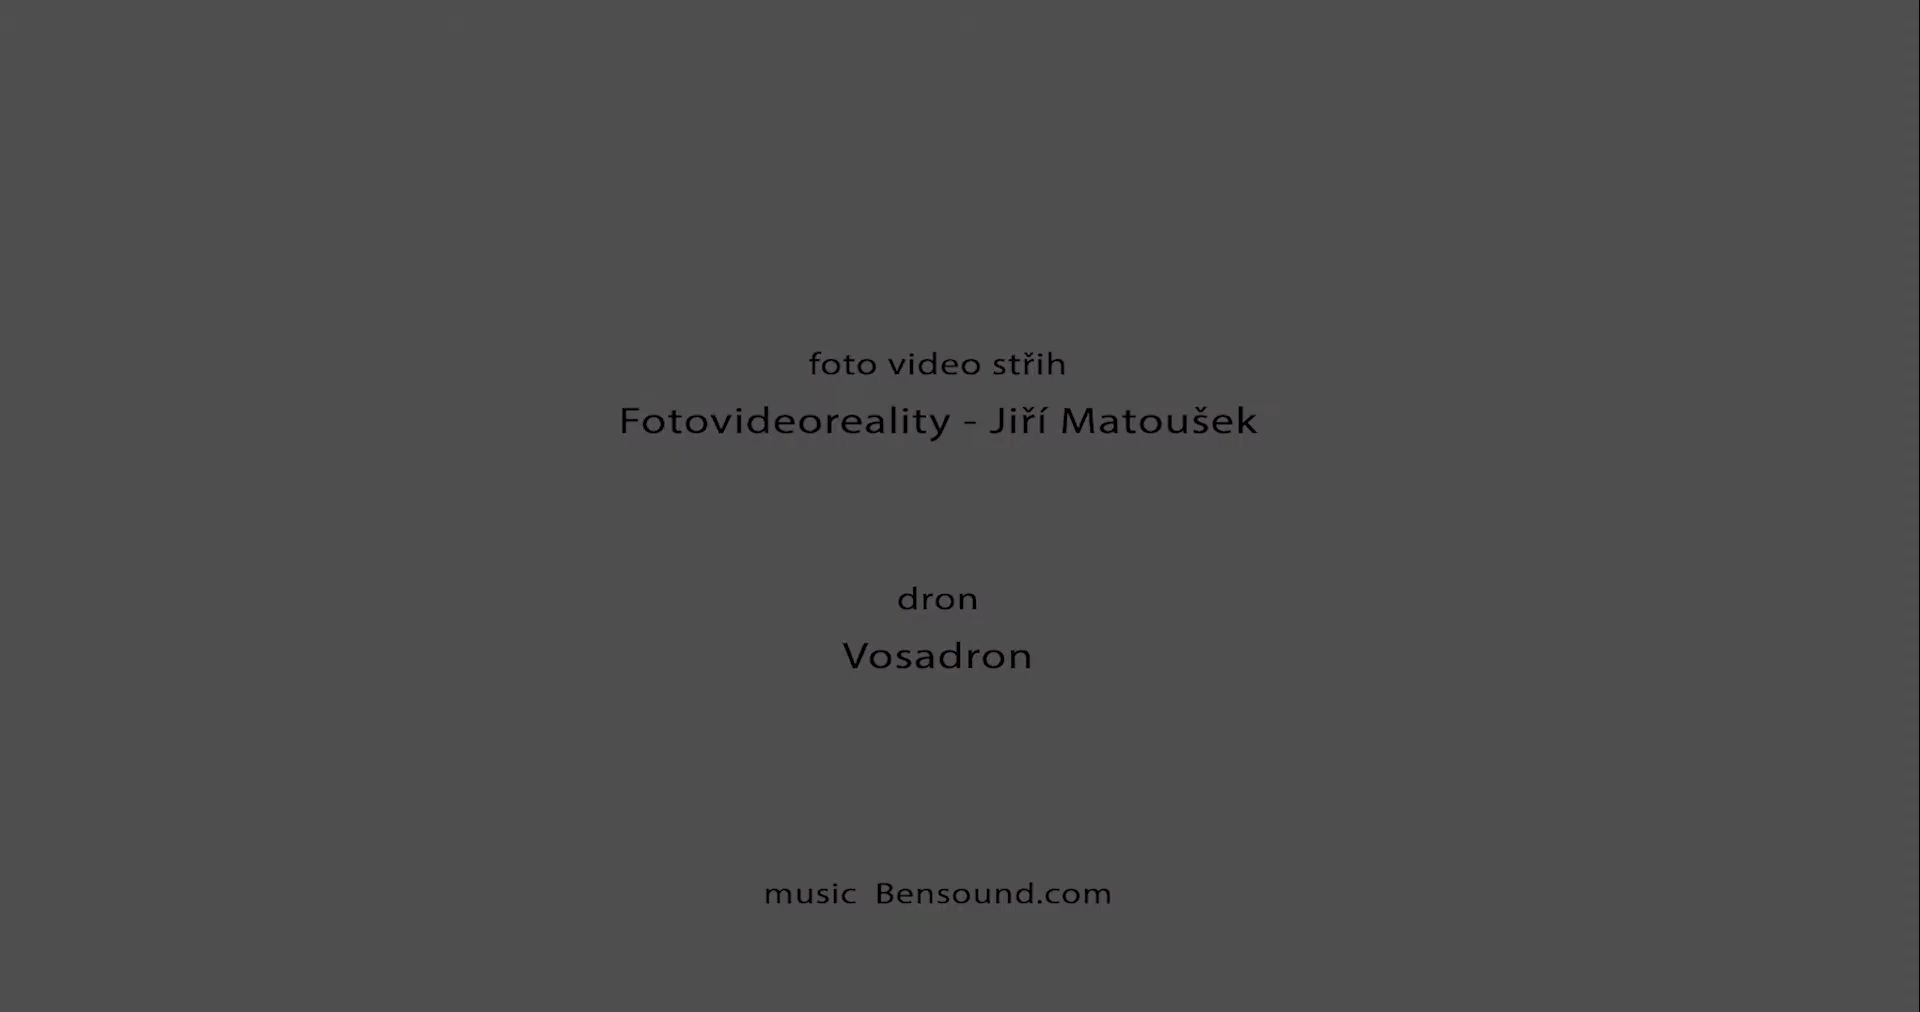 foto video střih
Fotovideoreality - Jiří Matoušek
dron
Vosadron
music Bensound.com